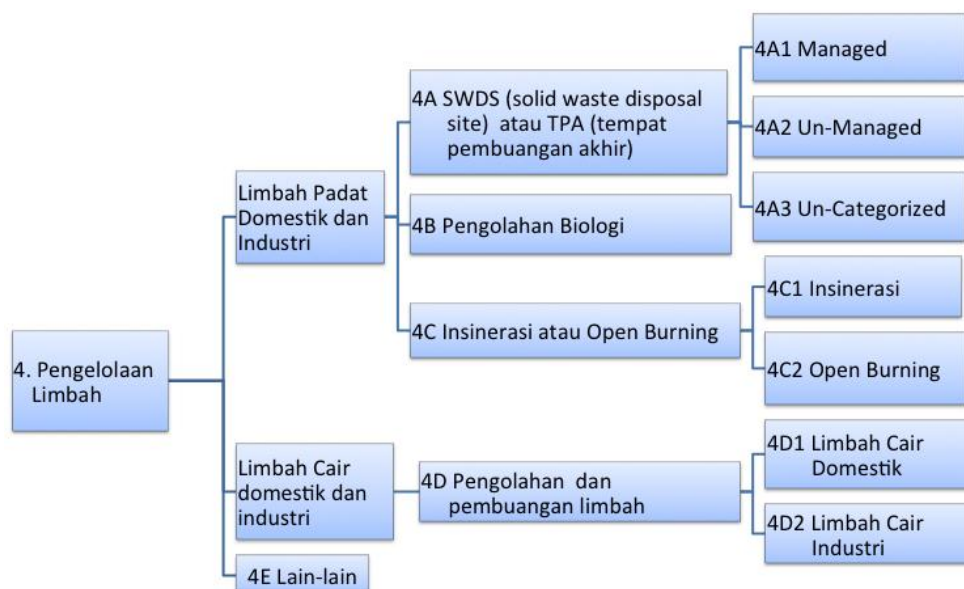 4. Pengelolaan
Limbah
Limbah Padat
Domestik dan
Industri
4A SWDS (solid waste disposal
site) atau TPA (tempat
pembuangan akhir)
4A1 Managed
4A2 Un-Managed
4A3 Un-Categorized
4B Pengolahan Biologi
4C Insinerasi atau Open Burning
4C1 Insinerasi
4C2 Open Burning
Limbah Cair
domestik dan
industri
4D Pengolahan dan
pembuangan limbah
4D1 Limbah Cair
Domestik
4D2 Limbah Cair
Industri
4E Lain-lain